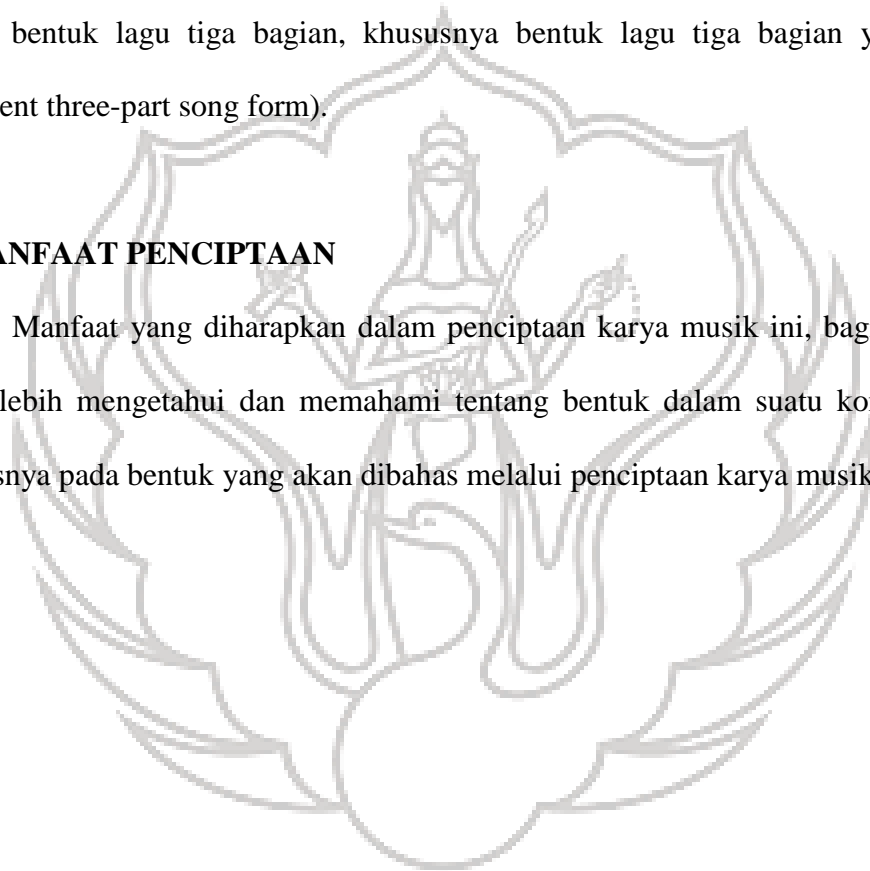 bentuk lagu tiga bagian, khususnya bentuk lagu tiga bagian y
ent three-part song form).
ANFAAT PENCIPTAAN
Manfaat yang diharapkan dalam penciptaan karya musik ini, bag
lebih mengetahui dan memahami tentang bentuk dalam suatu ko
snya pada bentuk yang akan dibahas melalui penciptaan karya musik